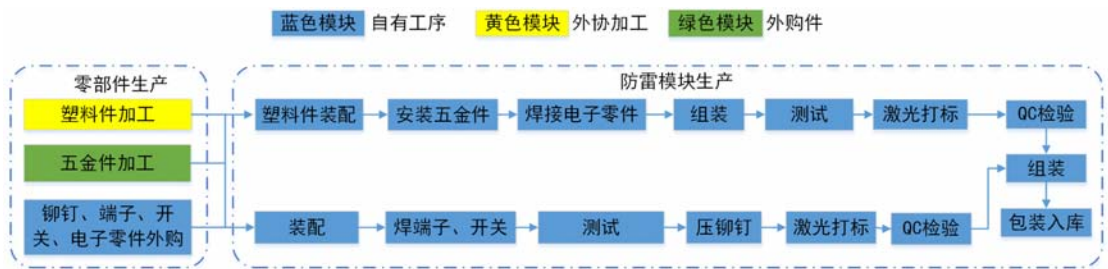 蓝色模块 自有工序 黄色模块 外协加工 绿色模块 外购件
零部件生产
塑料件加工
五金件加工
铆钉、端子、开
关、电子零件外购
防雷模块生产
塑料件装配
安装五金件
焊接电子零件
组装
测试
激光打标
QC检验
组装
包装入库
装配
焊端子、开关
测试
压铆钉
激光打标
QC检验